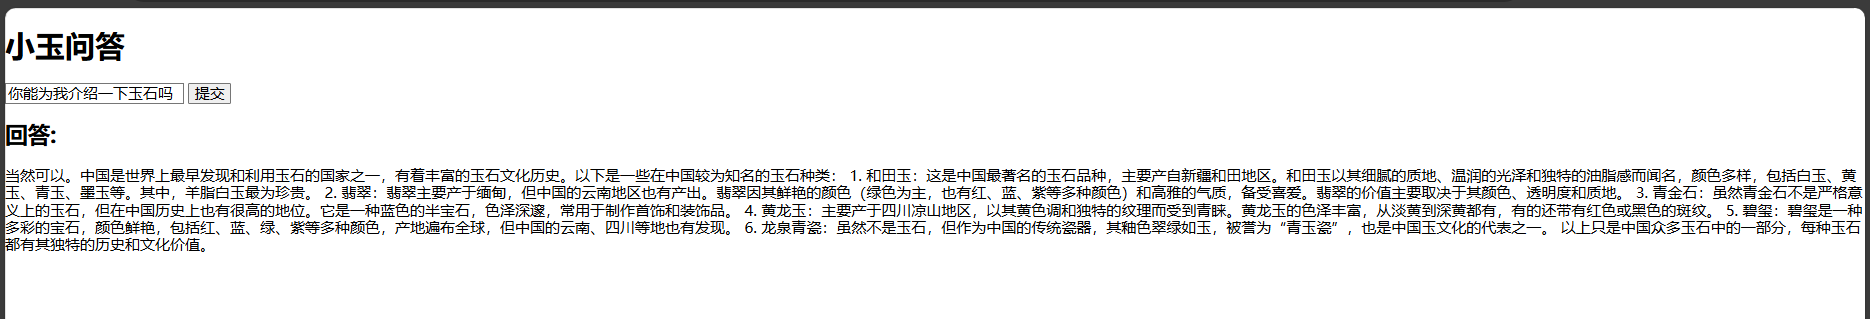 小玉问答
你能为我介绍一下玉石吗 提交
回答:
当然可以。中国是世界上最早发现和利用玉石的国家之一，有着丰富的玉石文化历史。以下是一些在中国较为知名的玉石种类： 1. 和田玉：这是中国最著名的玉石品种，主要产自新疆和田地区。和田玉以其细腻的质地、温润的光泽和独特的油脂感而闻名，颜色多样，包括白玉、黄
玉、青玉、墨玉等。其中，羊脂白玉最为珍贵。 2. 翡翠：翡翠主要产于缅甸，但中国的云南地区也有产出。翡翠因其鲜艳的颜色（绿色为主，也有红、蓝、紫等多种颜色）和高雅的气质，备受喜爱。翡翠的价值主要取决于其颜色、透明度和质地。 3. 青金石：虽然青金石不是严格意
义上的玉石，但在中国历史上也有很高的地位。它是一种蓝色的半宝石，色泽深邃，常用于制作首饰和装饰品。 4. 黄龙玉：主要产于四川凉山地区，以其黄色调和独特的纹理而受到青睐。黄龙玉的色泽丰富，从淡黄到深黄都有，有的还带有红色或黑色的斑纹。 5. 碧玺：碧玺是一种
多彩的宝石，颜色鲜艳，包括红、蓝、绿、紫等多种颜色，产地遍布全球，但中国的云南、四川等地也有发现。 6. 龙泉青瓷：虽然不是玉石，但作为中国的传统瓷器，其釉色翠绿如玉，被誉为“青玉瓷”，也是中国玉文化的代表之一。 以上只是中国众多玉石中的一部分，每种玉石
都有其独特的历史和文化价值。